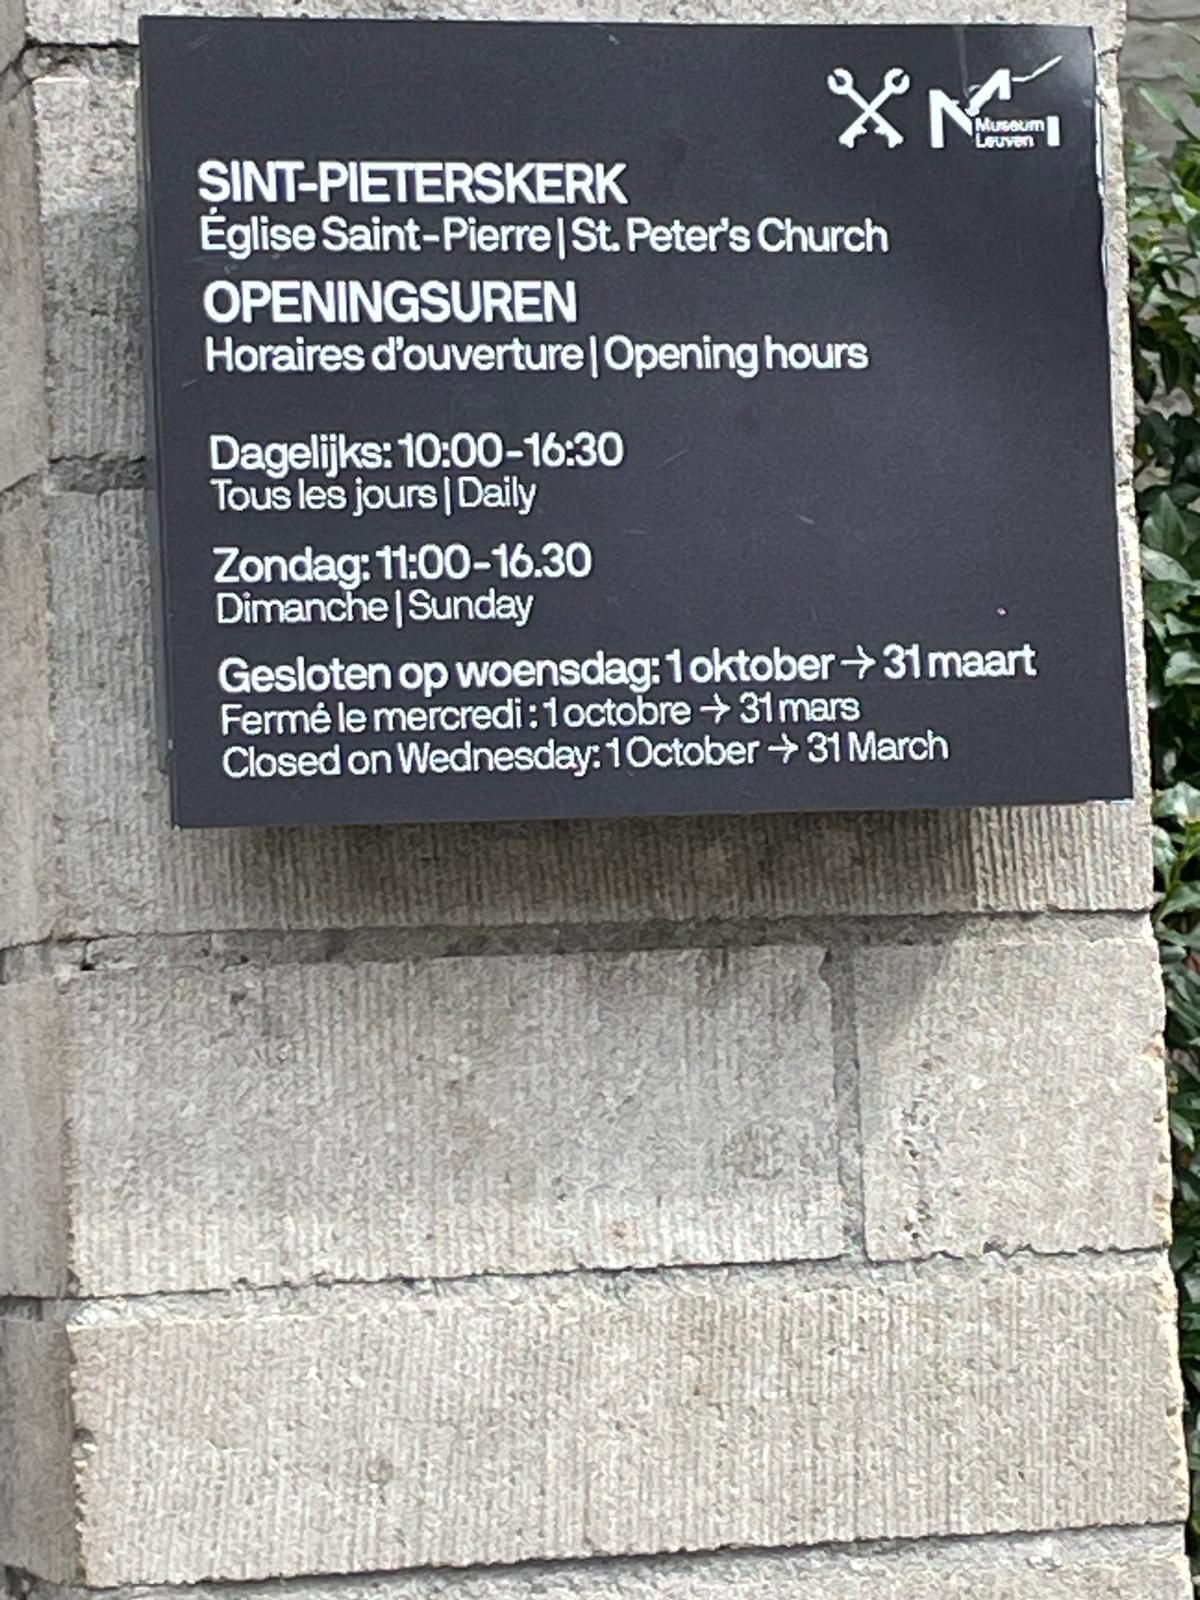 Museum
Leuven
SINT-PIETERSKERK
Église Saint-Pierre | St. Peter's Church
OPENINGSUREN
Horaires d'ouverture | Opening hours
Dagelijks: 10:00-16:30
Tous les jours | Daily
Zondag: 11:00-16.30
Dimanche | Sunday
Gesloten op woensdag: 1 oktober → 31 maart
Fermé le mercredi : 1 octobre → 31 mars
Closed on Wednesday: 1 October → 31 March